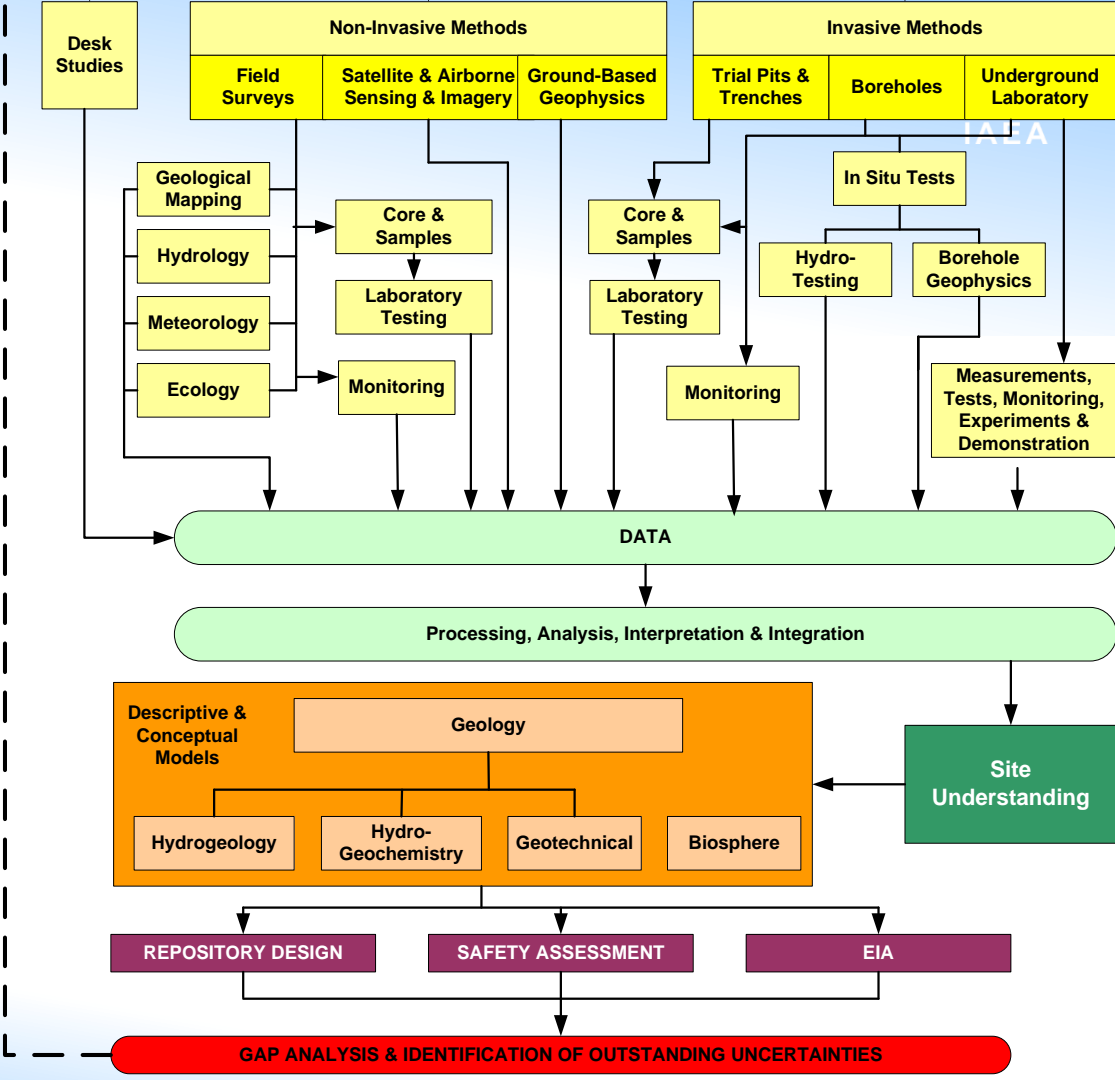 Desk
Studies
Non-Invasive Methods
Invasive Methods
Field
Surveys
Satellite & Airborne
Sensing & Imagery
Ground-Based
Geophysics
Trial Pits &
Trenches
Boreholes
Underground
Laboratory
IAEA
Geological
Mapping
Hydrology
Meteorology
Ecology
Core &
Samples
Laboratory
Testing
Monitoring
Core &
Samples
Laboratory
Testing
Monitoring
In Situ Tests
Hydro-
Testing
Borehole
Geophysics
Measurements,
Tests, Monitoring,
Experiments &
Demonstration
DATA
Processing, Analysis, Interpretation & Integration
Descriptive &
Conceptual
Models
Geology
Hydrogeology
Hydro-
Geochemistry
Geotechnical
Biosphere
Site
Understanding
REPOSITORY DESIGN
SAFETY ASSESSMENT
EIA
GAP ANALYSIS & IDENTIFICATION OF OUTSTANDING UNCERTAINTIES